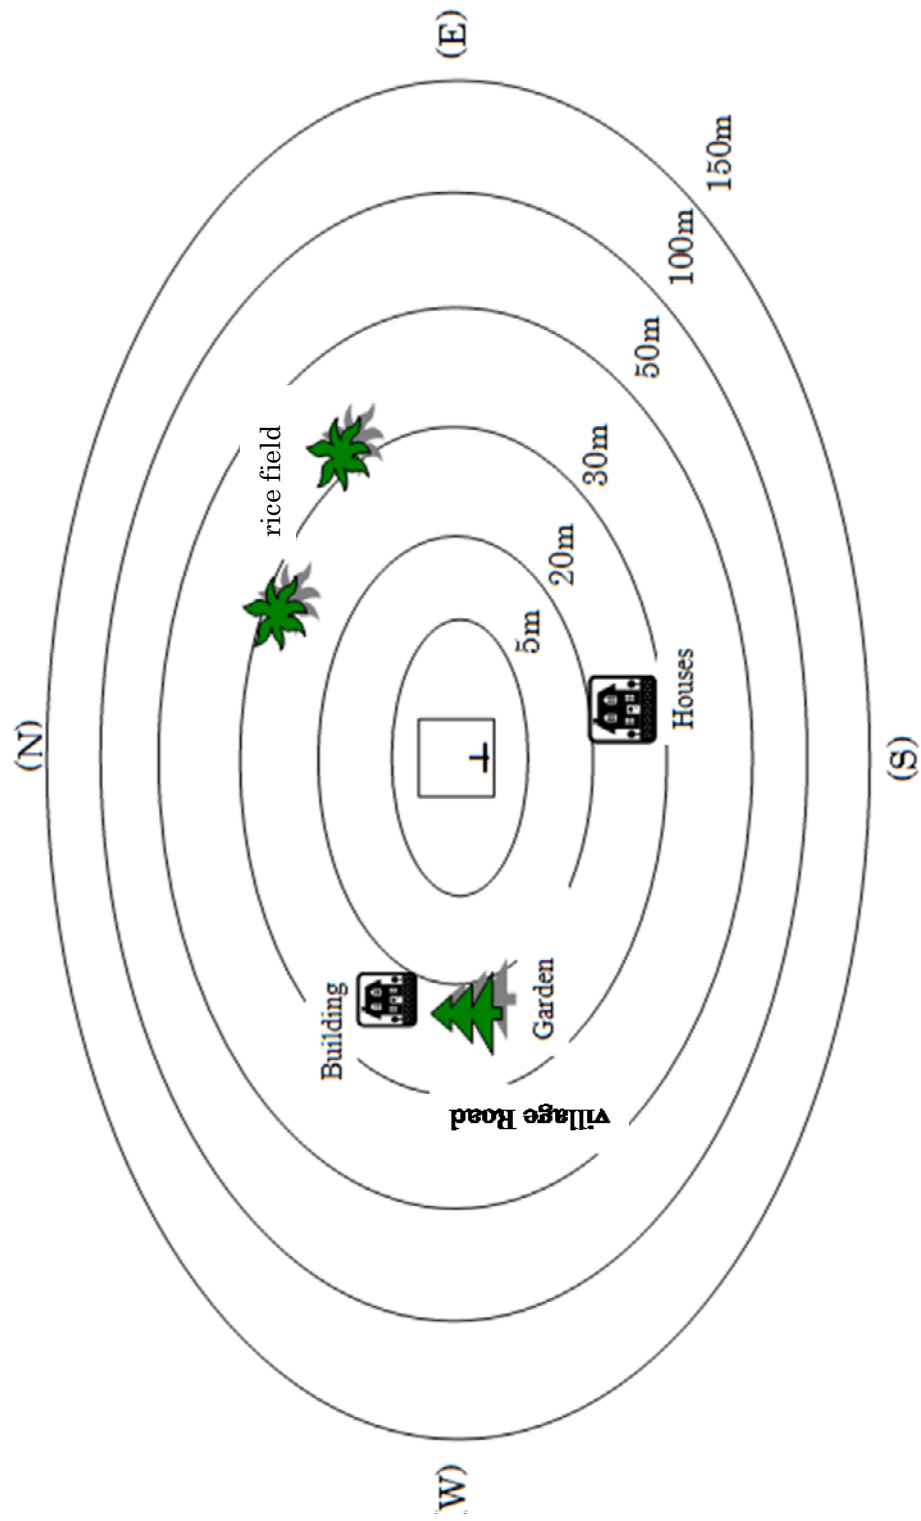 (N)
rice field
Building
W)
(E)
T
village Road
5m
Garden
20m
30m
50m
Houses
100m
150m
(S)